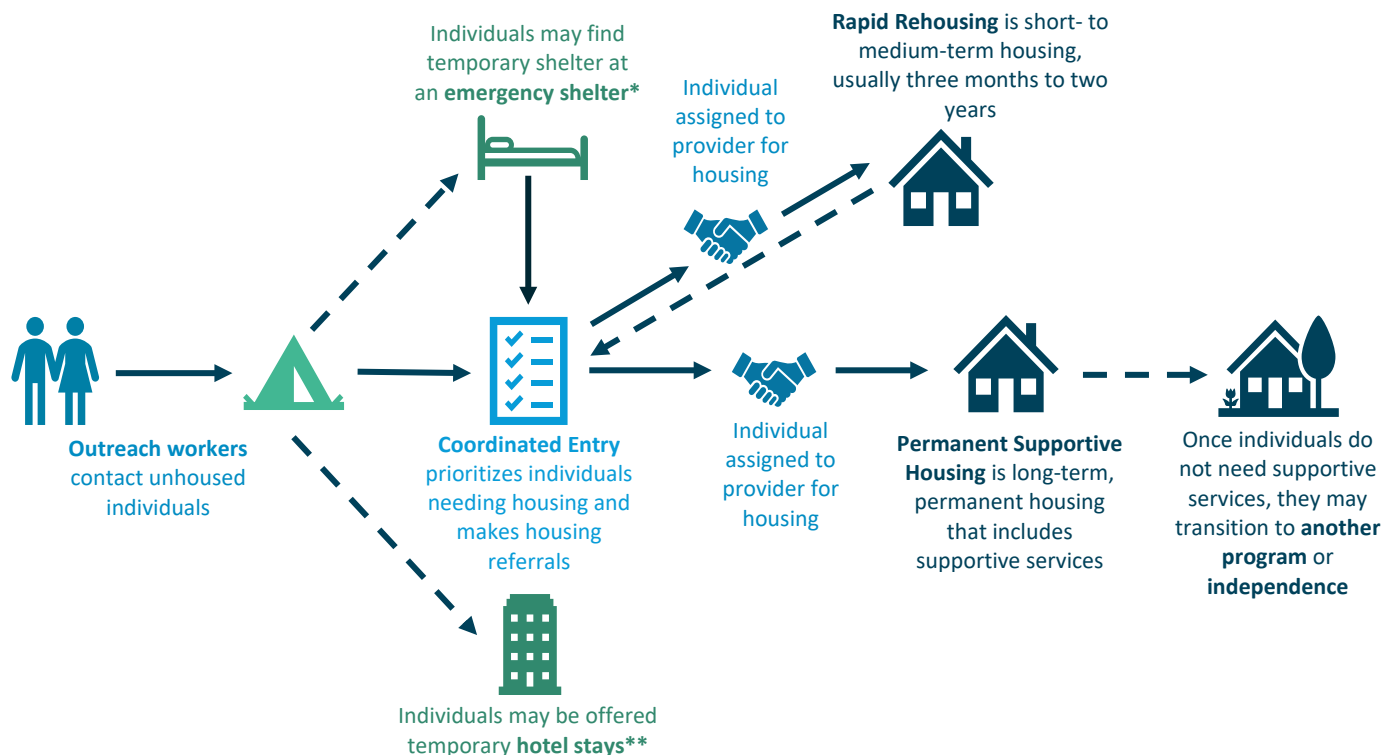 Individuals may find
temporary shelter at
an emergency shelter*
Individual
assigned to
provider for
housing
Rapid Rehousing is short- to
medium-term housing,
usually three months to two
years
Outreach workers
contact unhoused
individuals
Coordinated Entry
prioritizes individuals
needing housing and
makes housing
referrals
Individual
assigned to
provider for
housing
Permanent Supportive
Housing is long-term,
permanent housing
that includes
supportive services
Once individuals do
not need supportive
services, they may
transition to another
program or
independence
Individuals may be offered
temporary hotel stays**